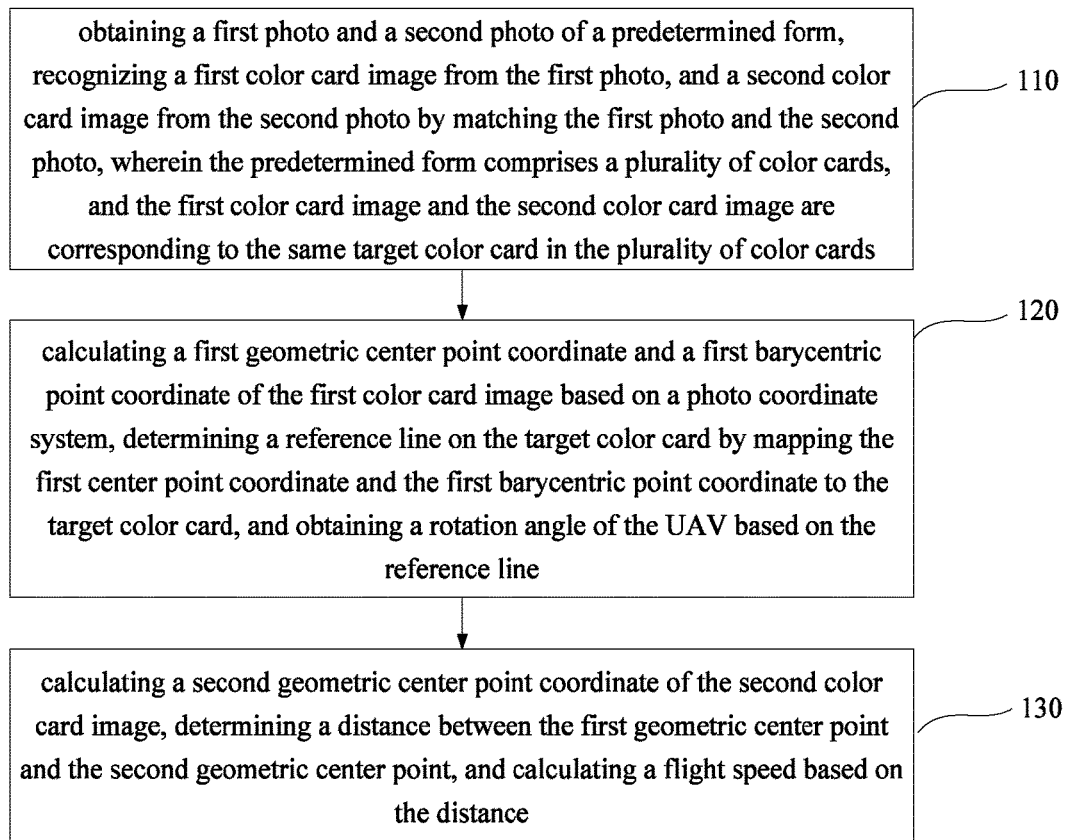 obtaining a first photo and a second photo of a predetermined form,
recognizing a first color card image from the first photo, and a second color
card image from the second photo by matching the first photo and the second
photo, wherein the predetermined form comprises a plurality of color cards,
and the first color card image and the second color card image are
corresponding to the same target color card in the plurality of color cards
110
calculating a first geometric center point coordinate and a first barycentric
point coordinate of the first color card image based on a photo coordinate
system, determining a reference line on the target color card by mapping the
first center point coordinate and the first barycentric point coordinate to the
target color card, and obtaining a rotation angle of the UAV based on the
reference line
120
calculating a second geometric center point coordinate of the second color
card image, determining a distance between the first geometric center point
and the second geometric center point, and calculating a flight speed based on
the distance
130